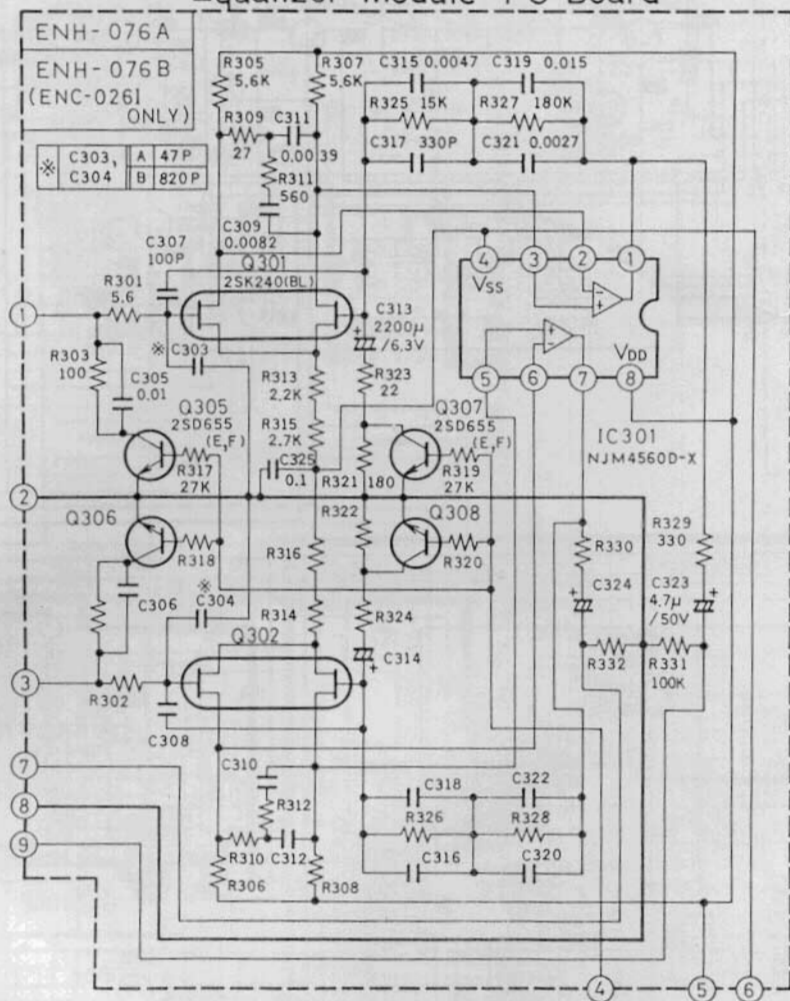 Equalizer Module P C Board
ENH-076A
ENH-076B
(ENC-026I
ONLY)
※ C303, A 47P
C304 B 820P
R305
5,6K
R307
5,6K
C315 0.0047 C319 0.015
R325 15K R327 180K
C317 330P C321 0.0027
R309
27
C311
0.0039
R311
560
C309
0.0082
C307
100P
Q301
2SK240(BL)
R301
5.6
1
R303
100
C305
0.01
※ C303
C313
2200μ
/6,3V
+
R323
22
R313
2,2K
R315
2.7K
C325
0.1
R321 180
4 3 2 1
VSS
VDD
5 6 7 8
IC301
NJM4560D-X
Q305
2SD655
(E,F)
R317
27K
Q307
2SD655
(E,F)
R319
27K
2
Q306
R318
※
C304
C306
R322
Q308
R320
R316
R314
R324
C314
+
Q302
R330
C324
+
R332
R329
330
C323
4.7μ
/50V
+
R331
100K
3
R302
C308
7
8
9
C310
R312
R310
C312
R306
R308
C318 C322
R326 R328
C316 C320
4 5 6